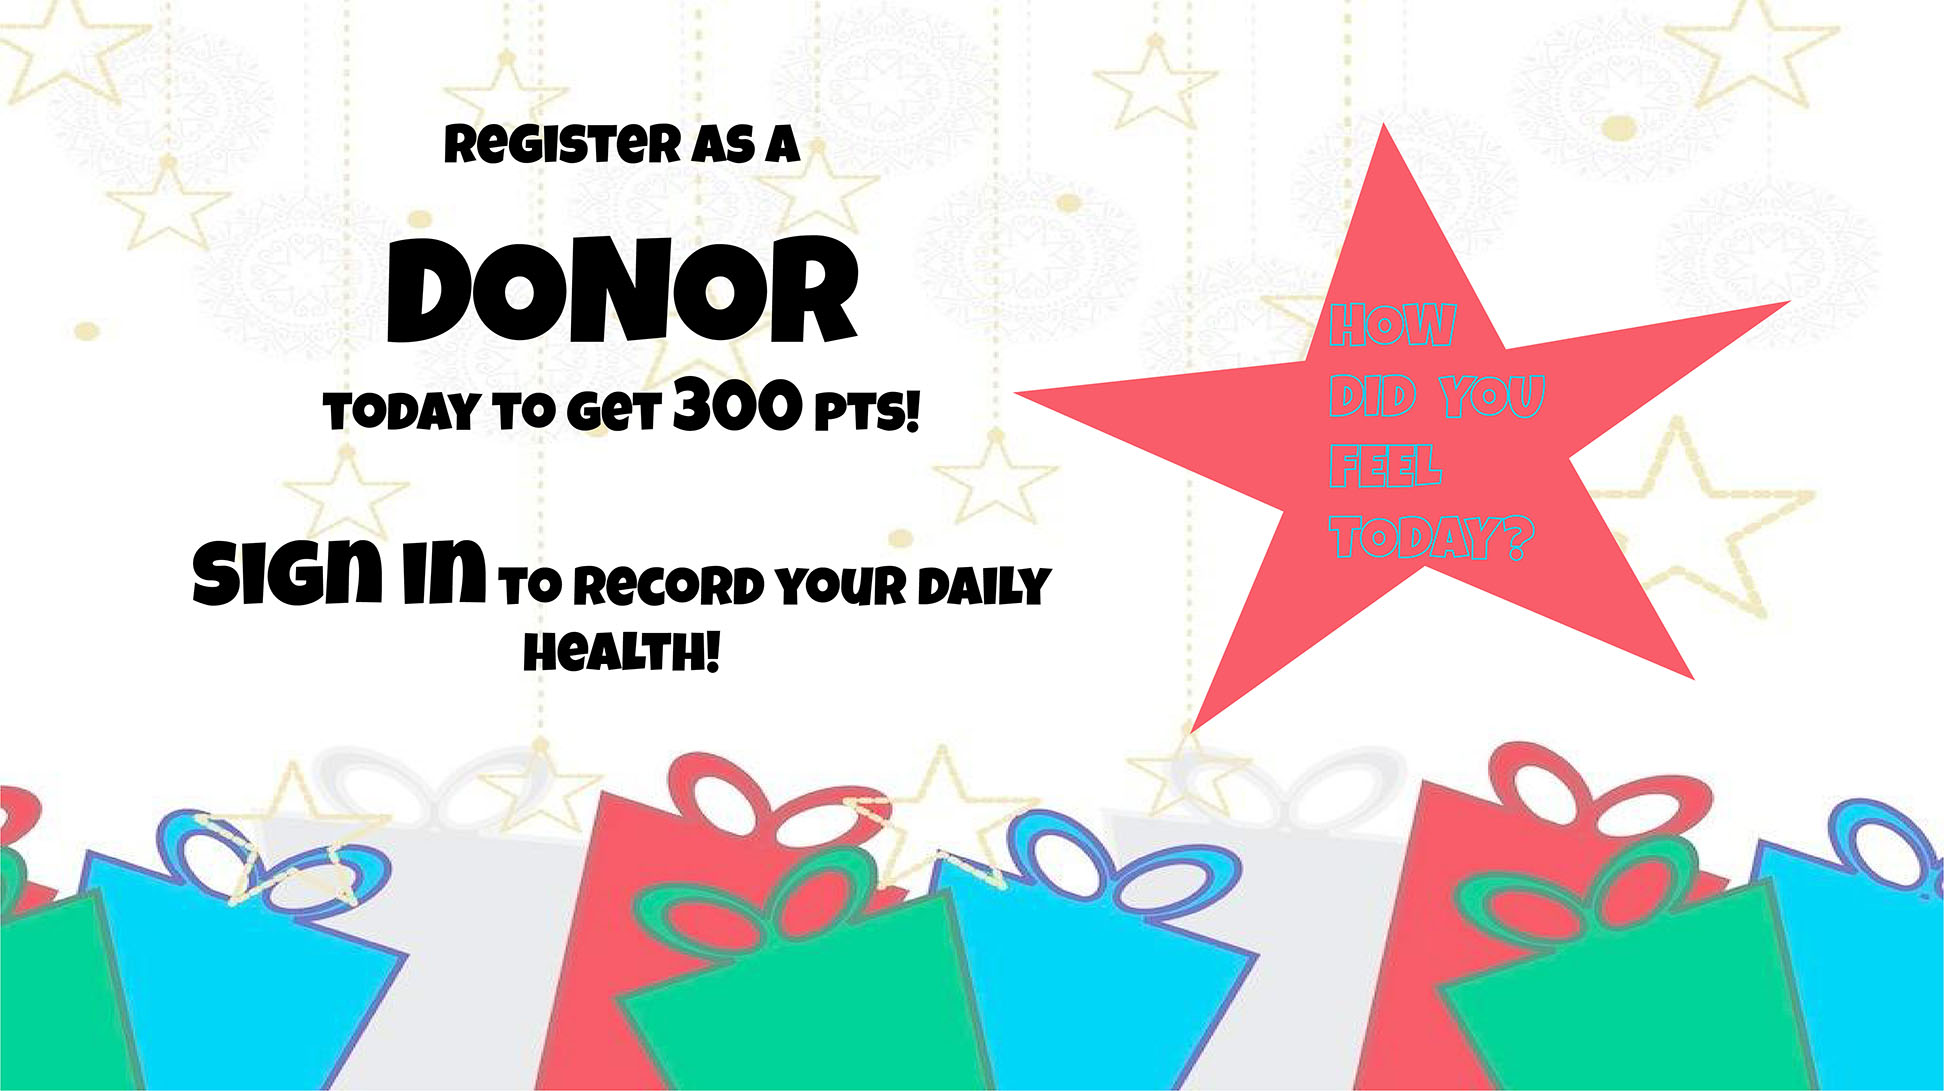 REGISTER AS A
DONOR
TODAY TO GET 300 PTS!
SIGN IN TO RECORD YOUR DAILY
HEALTH!
HOW
DID YOU
FEEL
TODAY?